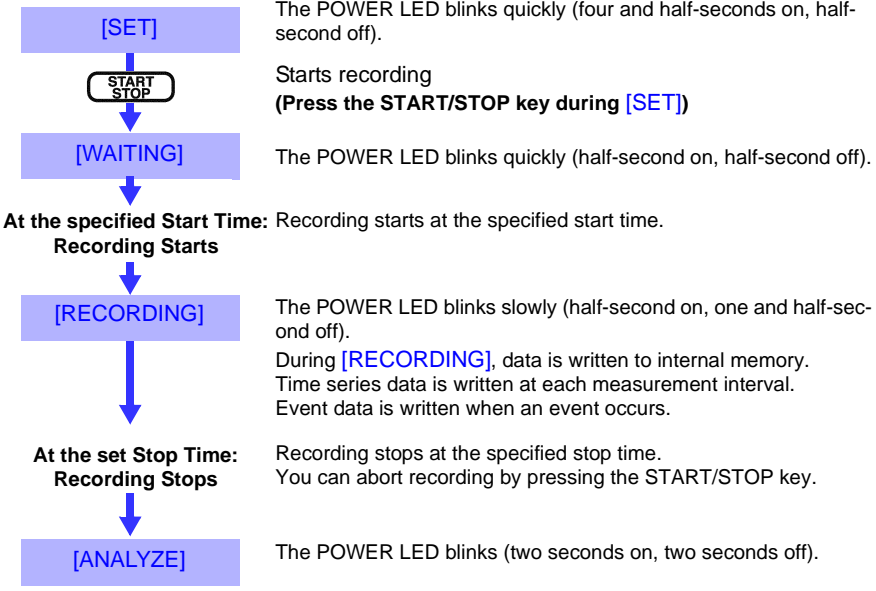 The POWER LED blinks quickly (four and half-seconds on, half-
second off).
[SET]
START
STOP
Starts recording
(Press the START/STOP key during [SET])
[WAITING]
The POWER LED blinks quickly (half-second on, half-second off).
At the specified Start Time:
Recording Starts
Recording starts at the specified start time.
[RECORDING]
The POWER LED blinks slowly (half-second on, one and half-sec-
ond off).
During [RECORDING], data is written to internal memory.
Time series data is written at each measurement interval.
Event data is written when an event occurs.
At the set Stop Time:
Recording Stops
Recording stops at the specified stop time.
You can abort recording by pressing the START/STOP key.
[ANALYZE]
The POWER LED blinks (two seconds on, two seconds off).